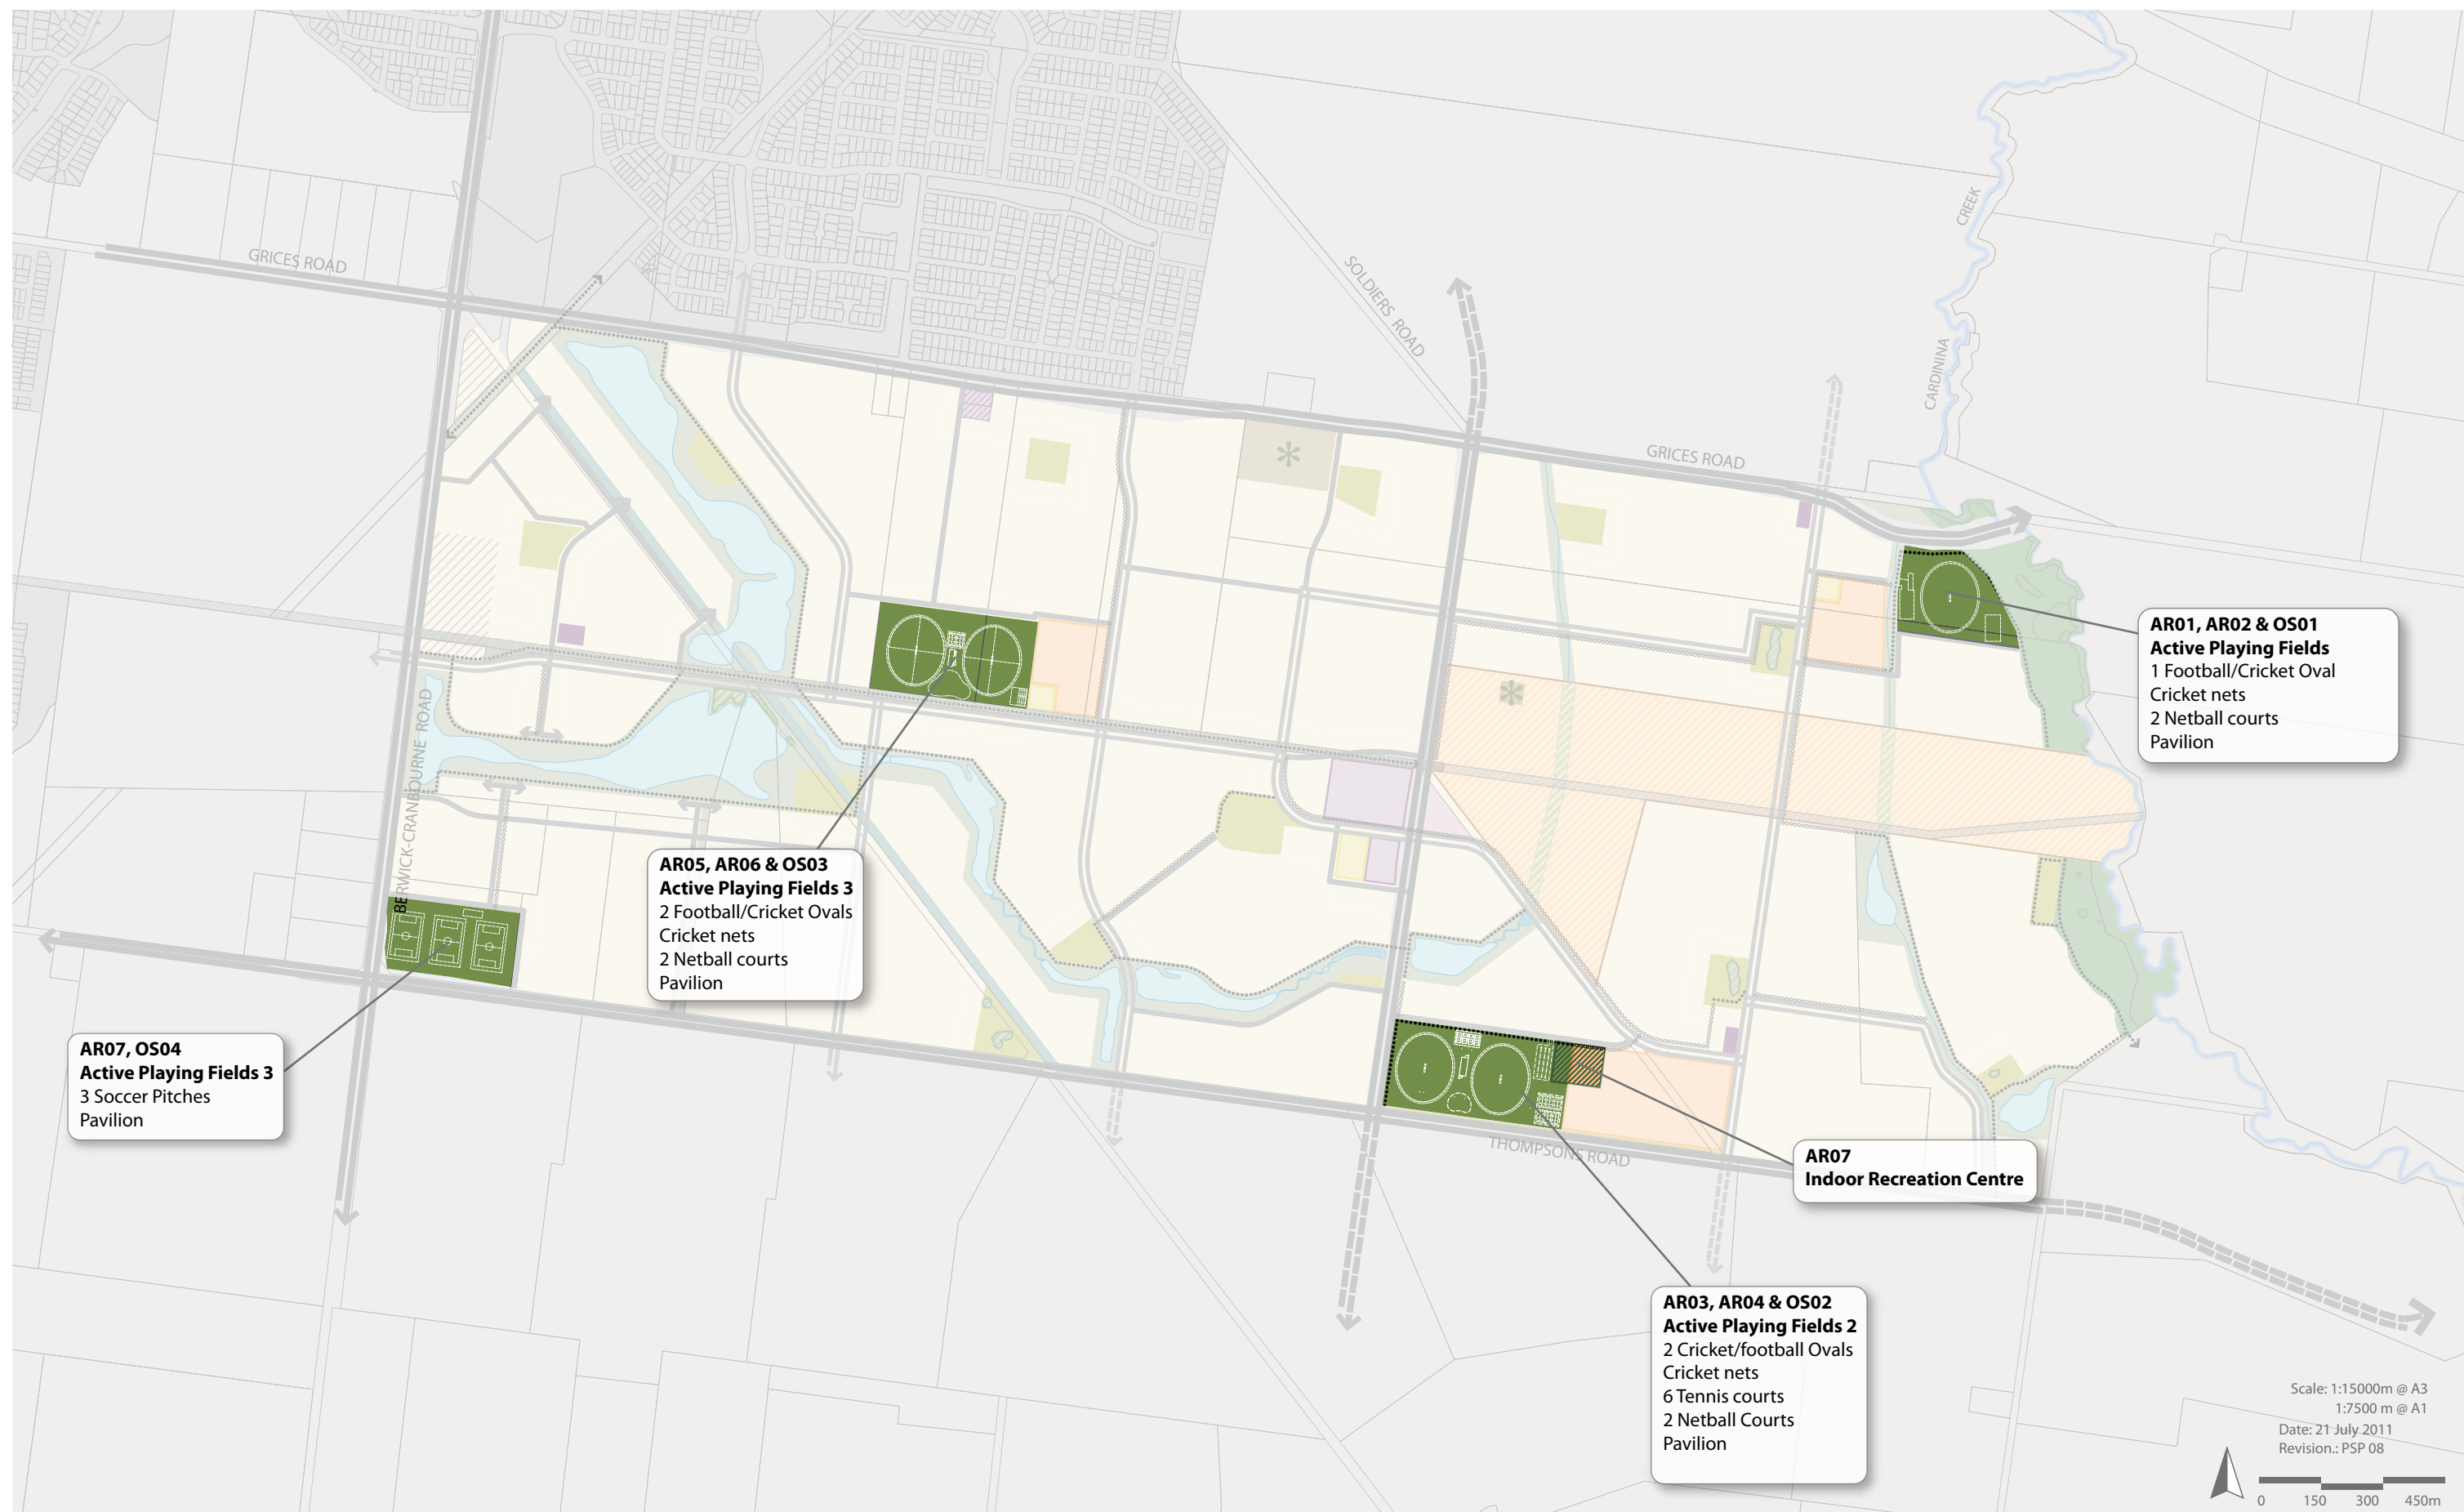 CREEK
GRICES ROAD
SOLDIERS ROAD
CARDINIA
GRICES ROAD
AR01, AR02 & OS01
Active Playing Fields
1 Football/Cricket Oval
Cricket nets
2 Netball courts
Pavilion
BERWICK-CRANBOURNE ROAD
AR05, AR06 & OS03
Active Playing Fields 3
2 Football/Cricket Ovals
Cricket nets
2 Netball courts
Pavilion
AR07, OS04
Active Playing Fields 3
3 Soccer Pitches
Pavilion
THOMPSONS ROAD
AR07
Indoor Recreation Centre
AR03, AR04 & OS02
Active Playing Fields 2
2 Cricket/football Ovals
Cricket nets
6 Tennis courts
2 Netball Courts
Pavilion
Scale: 1:15000m @ A3
1:7500 m @ A1
Date: 21 July 2011
Revision.: PSP 08
0 150 300 450m